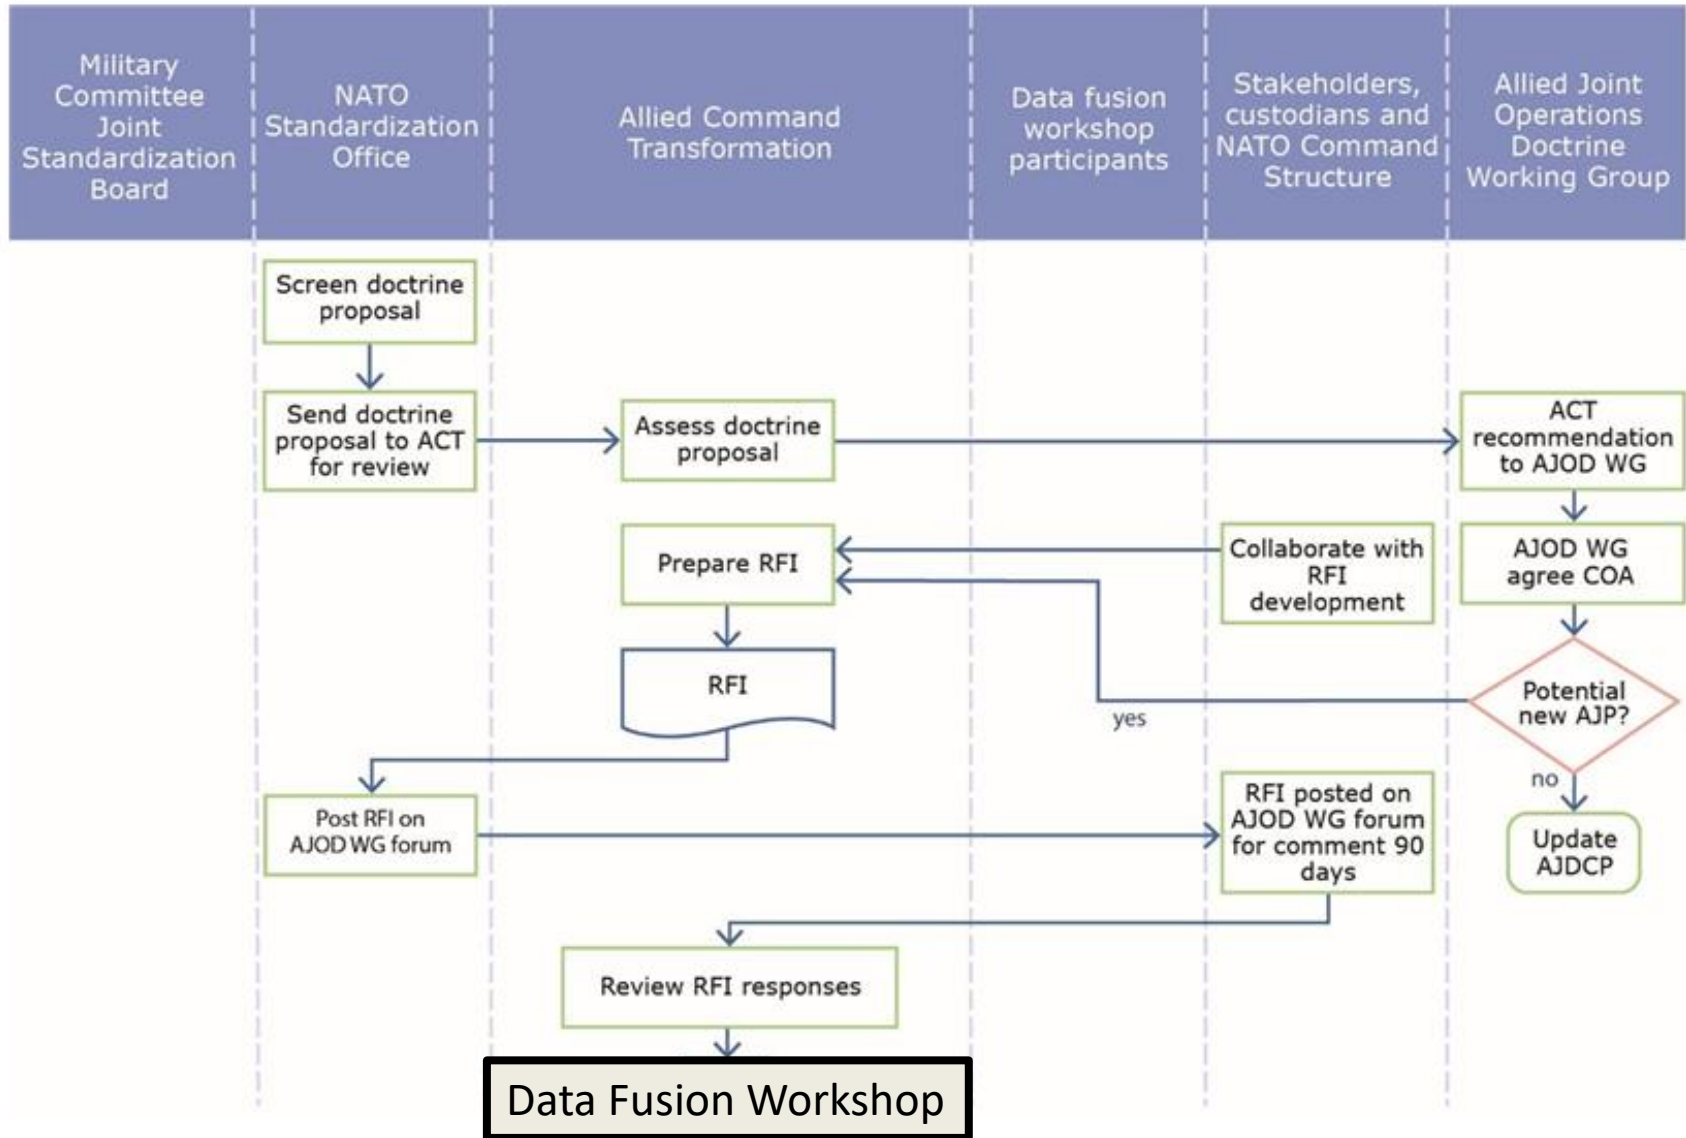 Military
Committee
Joint
Standardization
Board
NATO
Standardization
Office
Allied Command
Transformation
Data fusion
workshop
participants
Stakeholders,
custodians and
NATO Command
Structure
Allied Joint
Operations
Doctrine
Working Group
Screen doctrine
proposal
Send doctrine
proposal to ACT
for review
Assess doctrine
proposal
ACT
recommendation
to AJOD WG
Prepare RFI
Collaborate with
RFI
development
AJOD WG
agree COA
RFI
yes
Potential
new AJP?
no
Post RFI on
AJOD WG forum
RFI posted on
AJOD WG forum
for comment 90
days
Update
AJDCP
Review RFI responses
Data Fusion Workshop